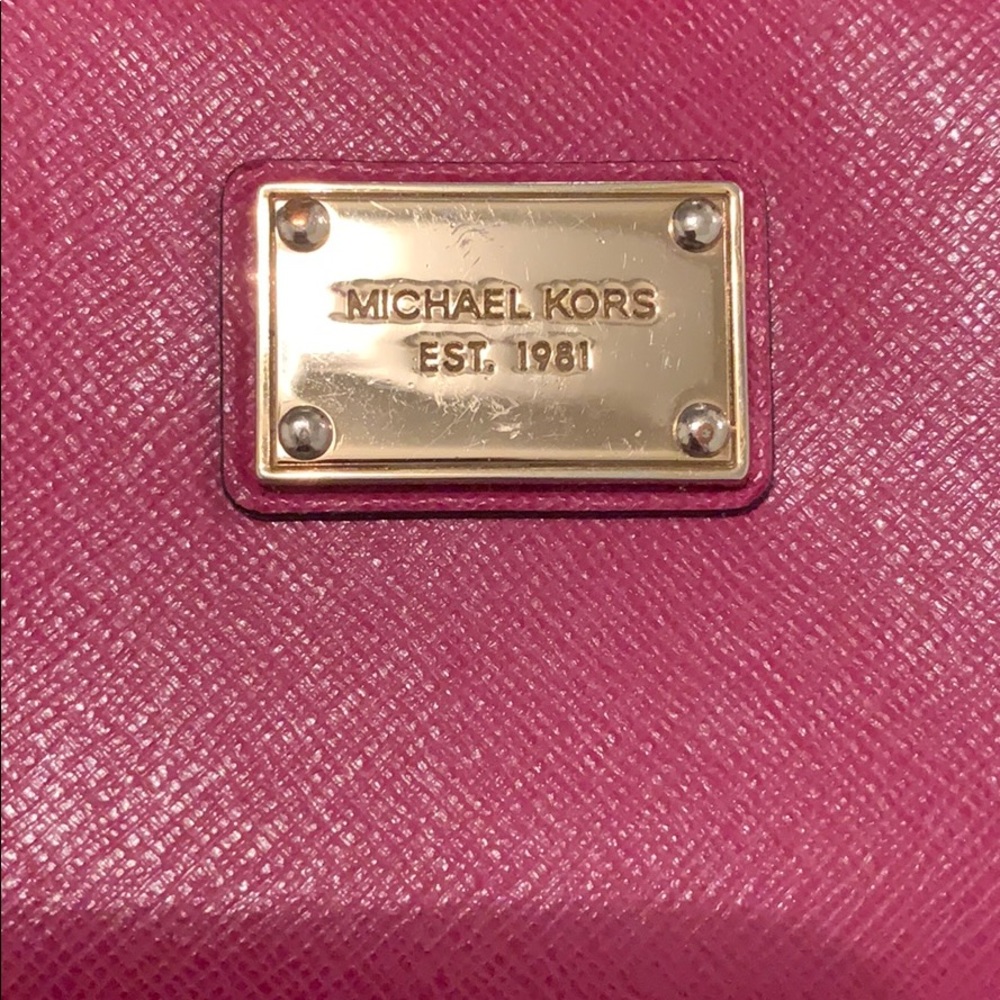 MICHAEL KORS
EST. 1981